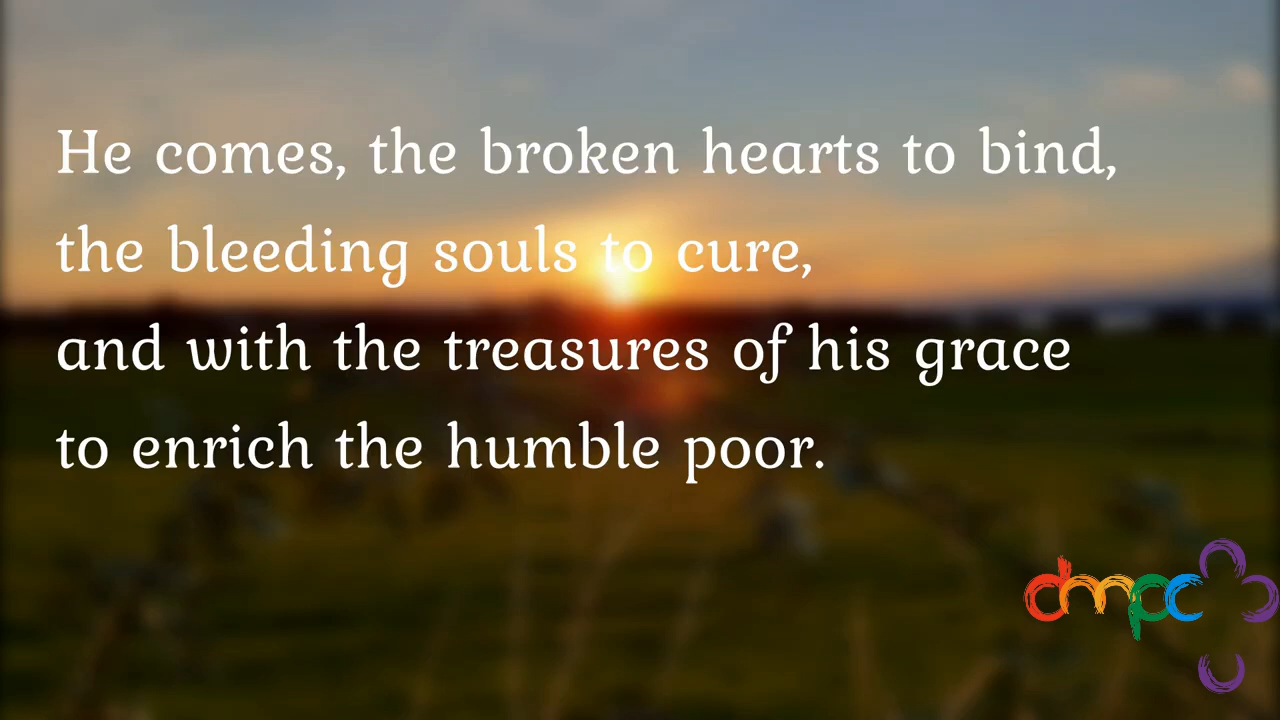 He comes, the broken hearts to bind,
the bleeding souls to cure,
and with the treasures of his grace
to enrich the humble poor.
dmpc